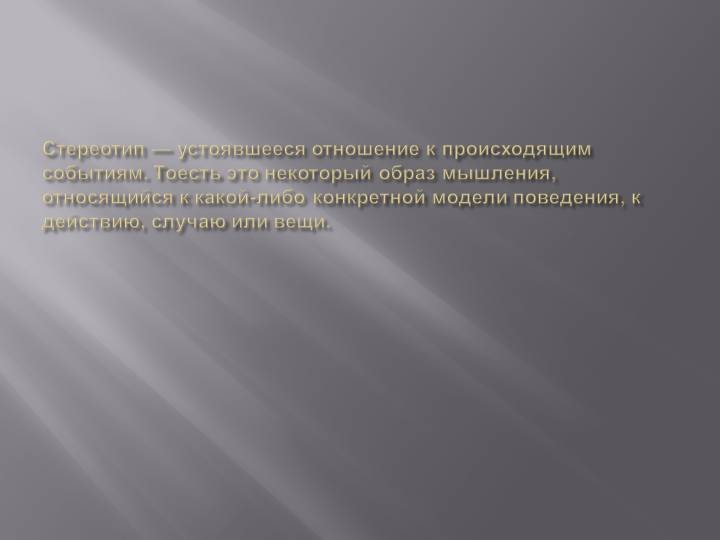 Стереотип — устоявшееся отношение к происходящим
событиям. Тоесть это некоторый образ мышления,
относящийся к какой-либо конкретной модели поведения, к
действию, случаю или вещи.